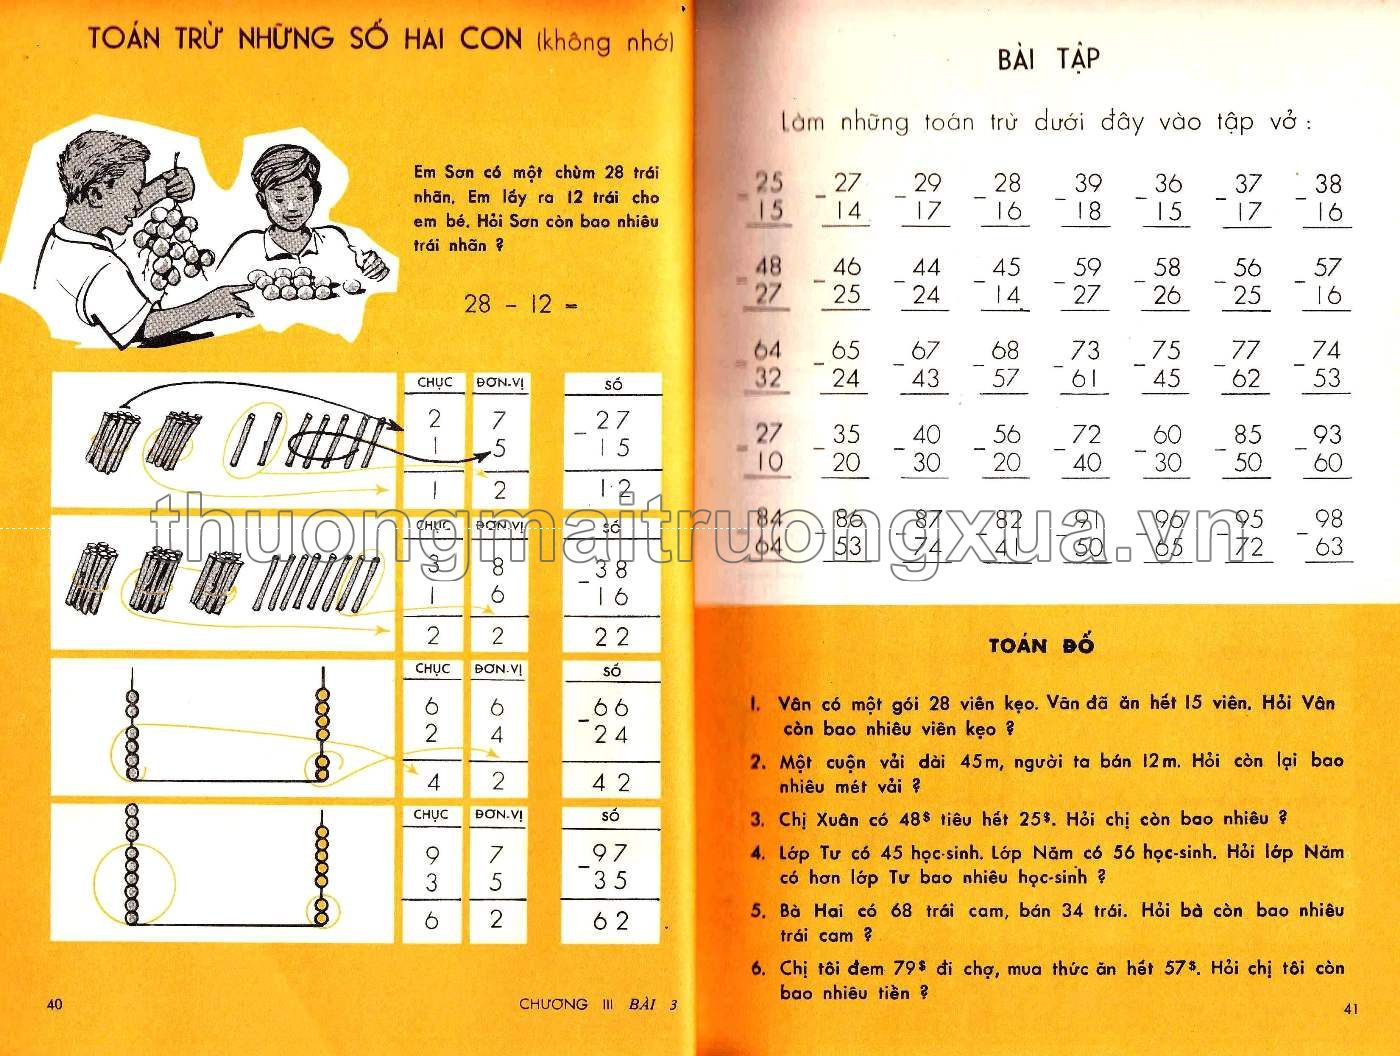 TOÁN TRỪ NHỮNG SỐ HAI CON (không nhớ)
Em Sơn có một chùm 28 trái
nhãn. Em lấy ra 12 trái cho
em bé. Hỏi Sơn còn bao nhiêu
trái nhãn ?
28 - 12 =
CHỤC ĐƠN-VỊ SỐ
2 7 27
1 5 - 15
1 2 12
CHỤC ĐƠN-VỊ SỐ
3 8 38
1 6 - 16
2 2 22
CHỤC ĐƠN-VỊ SỐ
6 6 66
2 4 - 24
4 2 42
CHỤC ĐƠN-VỊ SỐ
9 7 97
3 5 - 35
6 2 62
40
CHƯƠNG III BÀI 3
BÀI TẬP
Làm những toán trừ dưới đây vào tập vở :
25 27 29 28 39 36 37 38
- 15 - 14 - 17 - 16 - 18 - 15 - 17 - 16
48 46 44 45 59 58 56 57
- 27 - 25 - 24 - 14 - 27 - 26 - 25 - 16
64 65 67 68 73 75 77 74
- 32 - 24 - 43 - 57 - 61 - 45 - 62 - 53
27 35 40 56 72 60 85 93
- 10 - 20 - 30 - 20 - 40 - 30 - 50 - 60
84 86 87 82 91 96 95 98
- 64 - 53 - 74 - 41 - 50 - 65 - 72 - 63
thuongmaitruongxua.vn
TOÁN ĐỐ
1. Vân có một gói 28 viên kẹo. Vân đã ăn hết 15 viên. Hỏi Vân
còn bao nhiêu viên kẹo ?
2. Một cuộn vải dài 45m, người ta bán 12m. Hỏi còn lại bao
nhiêu mét vải ?
3. Chị Xuân có 48$ tiêu hết 25$. Hỏi chị còn bao nhiêu ?
4. Lớp Tư có 45 học-sinh. Lớp Năm có 56 học-sinh. Hỏi lớp Năm
có hơn lớp Tư bao nhiêu học-sinh ?
5. Bà Hai có 68 trái cam, bán 34 trái. Hỏi bà còn bao nhiêu
trái cam ?
6. Chị tôi đem 79$ đi chợ, mua thức ăn hết 57$. Hỏi chị tôi còn
bao nhiêu tiền ?
41